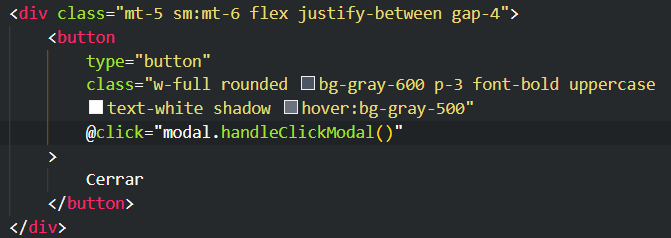 <div class="mt-5 sm:mt-6 flex justify-between gap-4">
    <button
        type="button"
        class="w-full rounded bg-gray-600 p-3 font-bold uppercase
        text-white shadow hover:bg-gray-500"
        @click="modal.handleClickModal()"
    >
        Cerrar
    </button>
</div>